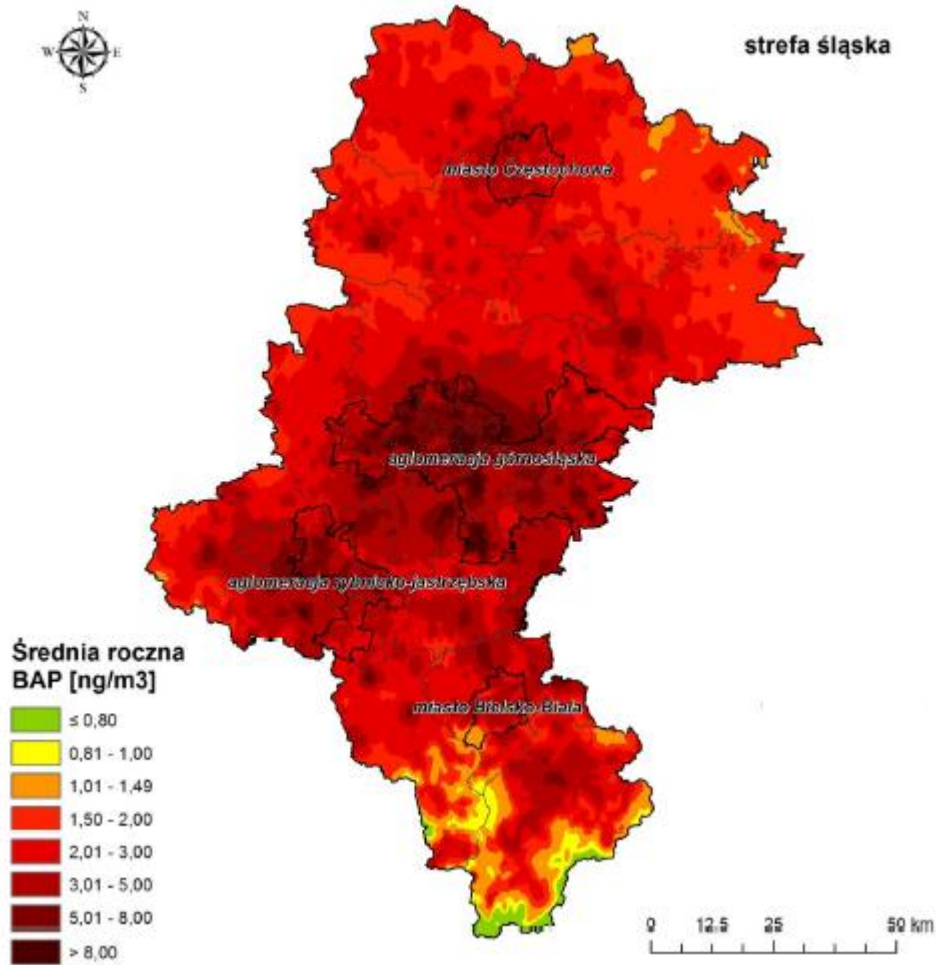 N
W E
S
strefa śląska
miasto Częstochowa
aglomeracja górnośląska
aglomeracja rybnicko-jastrzębska
miasto Bielsko-Biała
Średnia roczna
BAP [ng/m3]
≤ 0,80
0,81 - 1,00
1,01 - 1,49
1,50 - 2,00
2,01 - 3,00
3,01 - 5,00
5,01 - 8,00
> 8,00
0 12.5 25 50 km